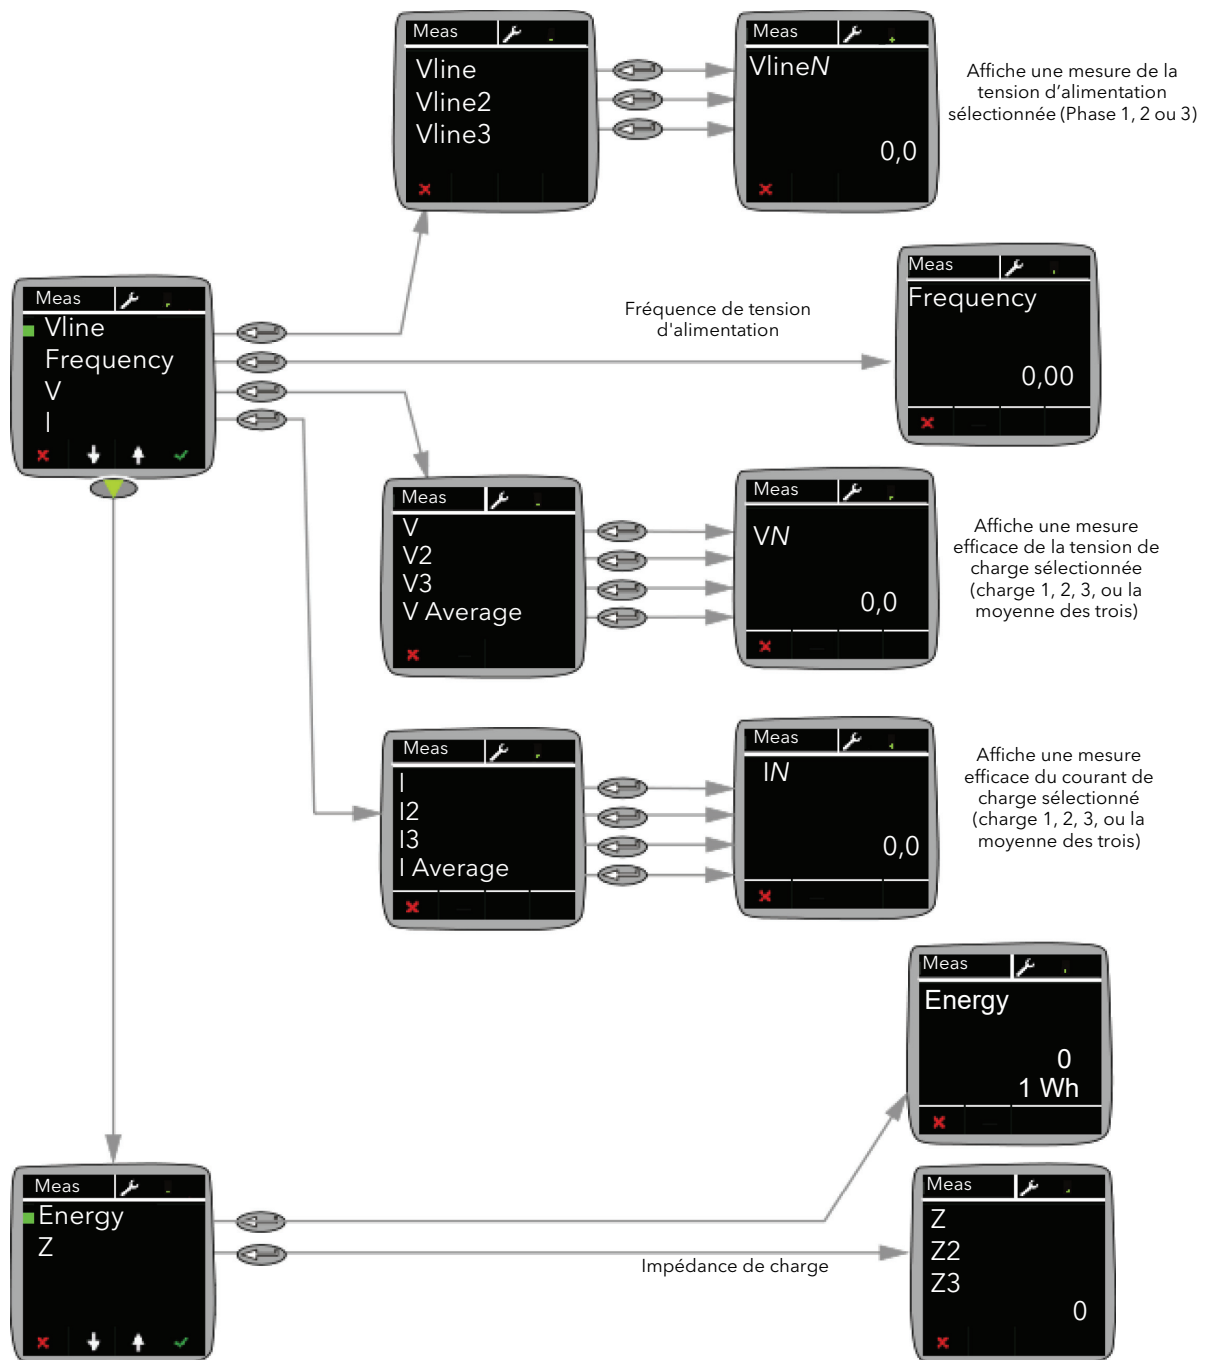 Meas
Vline
Vline2
Vline3
Meas
VlineN
0,0
Affiche une mesure de la
tension d’alimentation
sélectionnée (Phase 1, 2 ou 3)
Meas
Vline
Frequency
V
I
Fréquence de tension
d'alimentation
Meas
Frequency
0,00
Meas
V
V2
V3
V Average
Meas
VN
0,0
Affiche une mesure
efficace de la tension de
charge sélectionnée
(charge 1, 2, 3, ou la
moyenne des trois)
Meas
I
I2
I3
I Average
Meas
IN
0,0
Affiche une mesure
efficace du courant de
charge sélectionné
(charge 1, 2, 3, ou la
moyenne des trois)
Meas
Energy
0
1 Wh
Meas
Energy
Z
Impédance de charge
Meas
Z
Z2
Z3
0